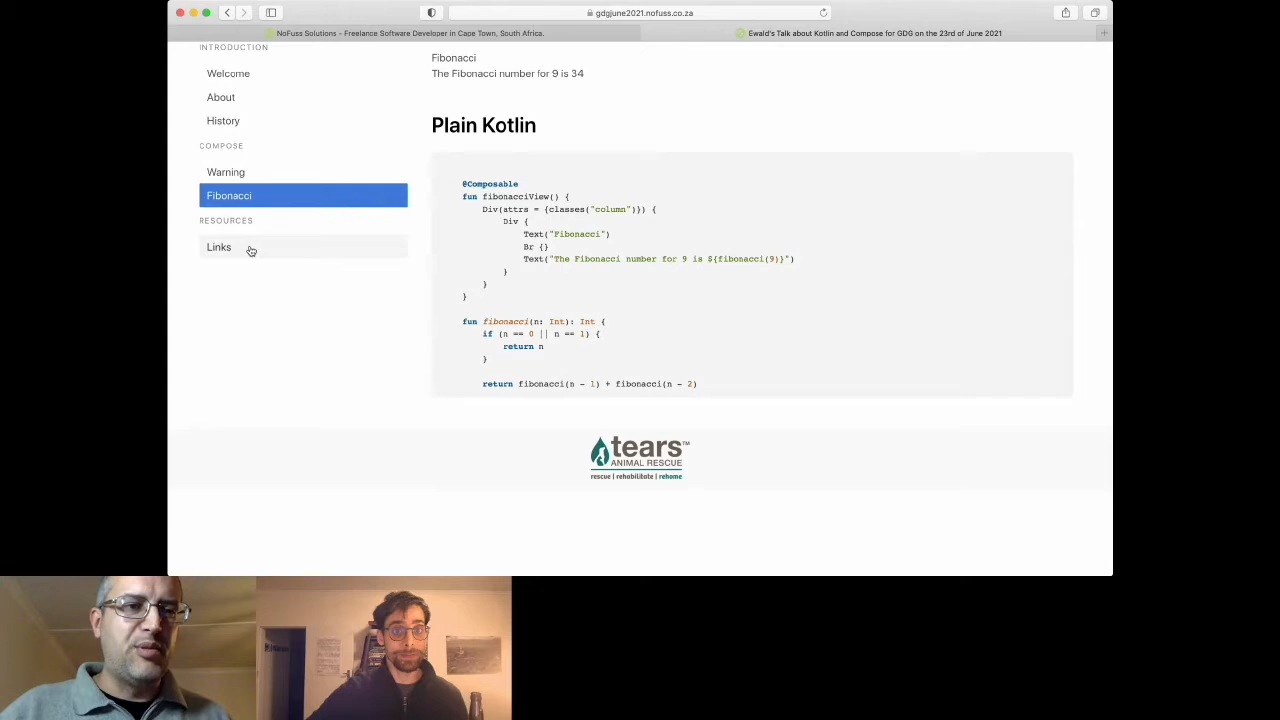 gdgjune2021.nofuss.co.za
NoFuss Solutions - Freelance Software Developer in Cape Town, South Africa.
Ewald's Talk about Kotlin and Compose for GDG on the 23rd of June 2021
INTRODUCTION
Welcome
About
History
COMPOSE
Warning
Fibonacci
RESOURCES
Links
Fibonacci
The Fibonacci number for 9 is 34
Plain Kotlin
@Composable
fun fibonacciView() {
Div(attrs = {classes("column")}) {
Div {
Text("Fibonacci")
Br {}
Text("The Fibonacci number for 9 is ${fibonacci(9)}")
}
}
}
fun fibonacci(n: Int): Int {
if (n == 0 || n == 1) {
return n
}
return fibonacci(n - 1) + fibonacci(n - 2)
tears™
ANIMAL RESCUE
rescue | rehabilitate | rehome